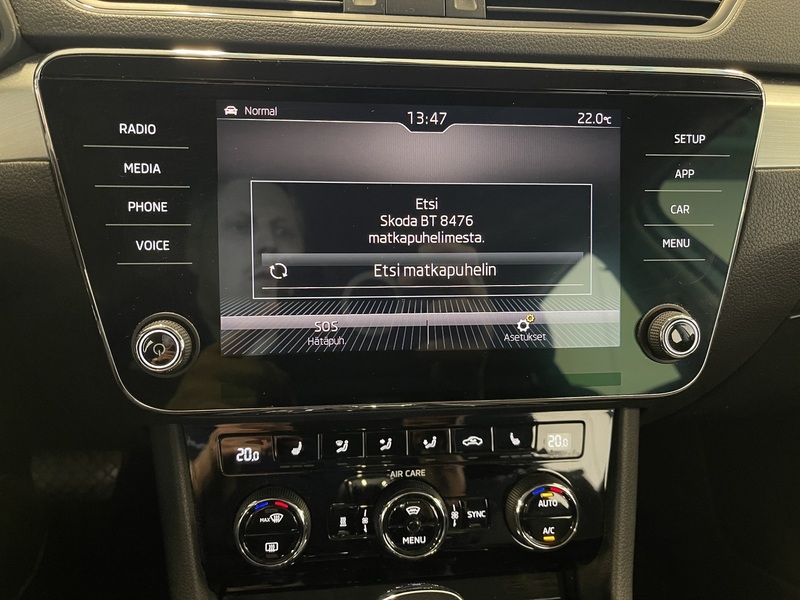 Normal
13:47
22.0°C
RADIO
MEDIA
PHONE
VOICE
SETUP
APP
CAR
MENU
Etsi
Skoda BT 8476
matkapuhelimesta.
Etsi matkapuhelin
SOS
Hätäpuh.
Asetukset
20.0
20.0
AIR CARE
MAX
MENU
SYNC
AUTO
A/C